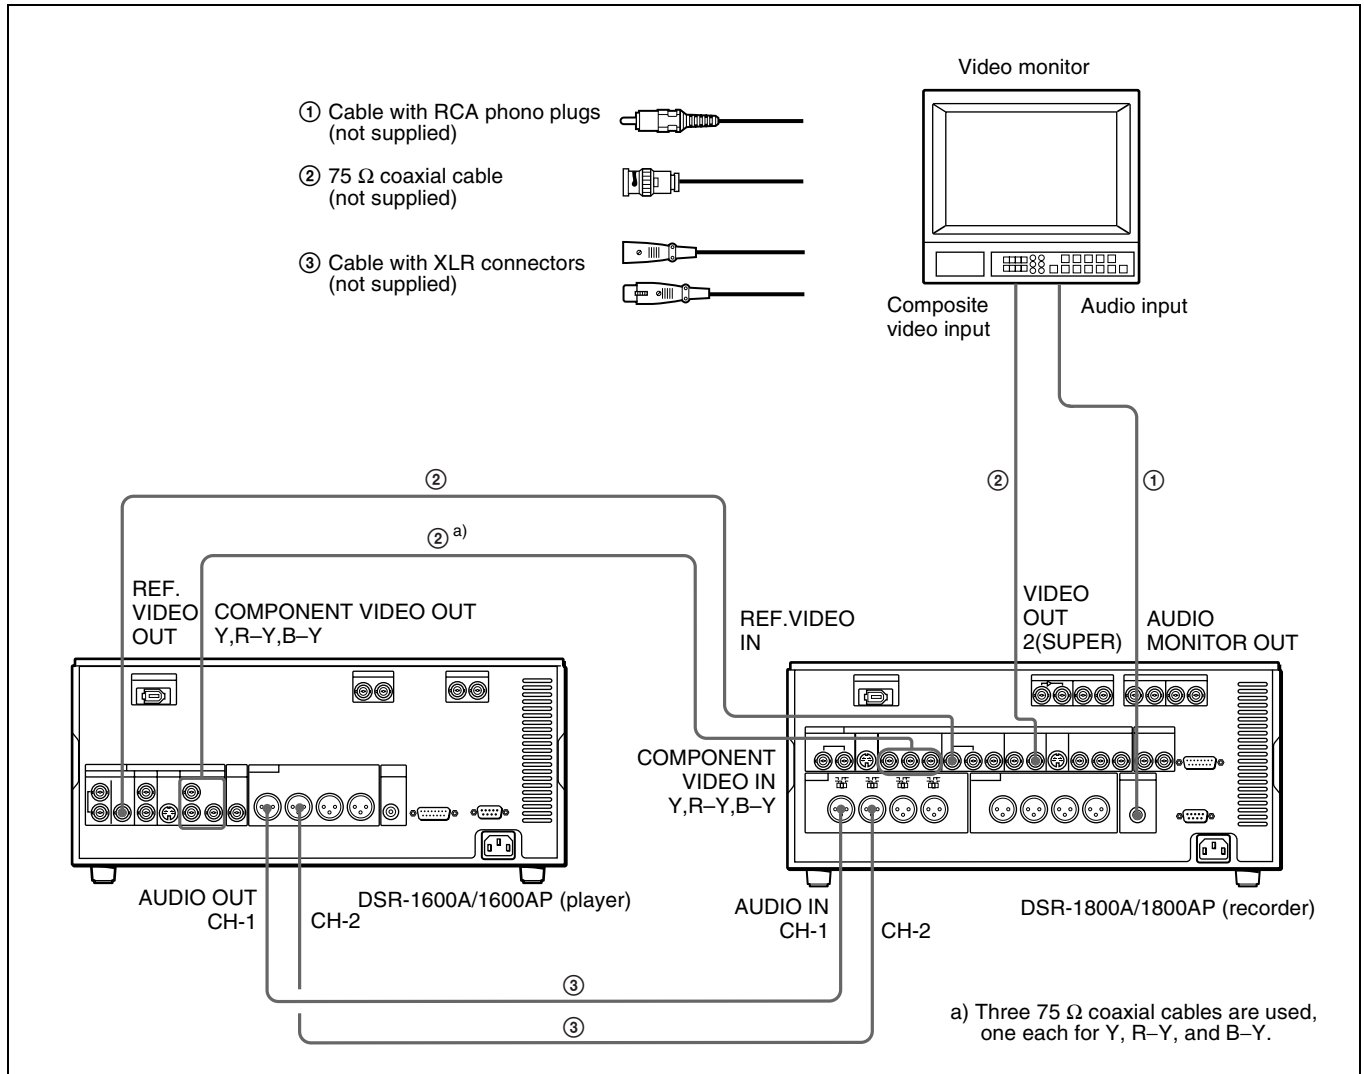 Video monitor
① Cable with RCA phono plugs
(not supplied)
② 75 Ω coaxial cable
(not supplied)
③ Cable with XLR connectors
(not supplied)
Composite
video input
Audio input
②
①
②
② a)
REF.
VIDEO
OUT
COMPONENT VIDEO OUT
Y,R–Y,B–Y
REF.VIDEO
IN
VIDEO
OUT
2(SUPER)
AUDIO
MONITOR OUT
COMPONENT
VIDEO IN
Y,R–Y,B–Y
AUDIO OUT
CH-1
CH-2
DSR-1600A/1600AP (player)
AUDIO IN
CH-1
CH-2
DSR-1800A/1800AP (recorder)
③
③
a) Three 75 Ω coaxial cables are used,
one each for Y, R–Y, and B–Y.